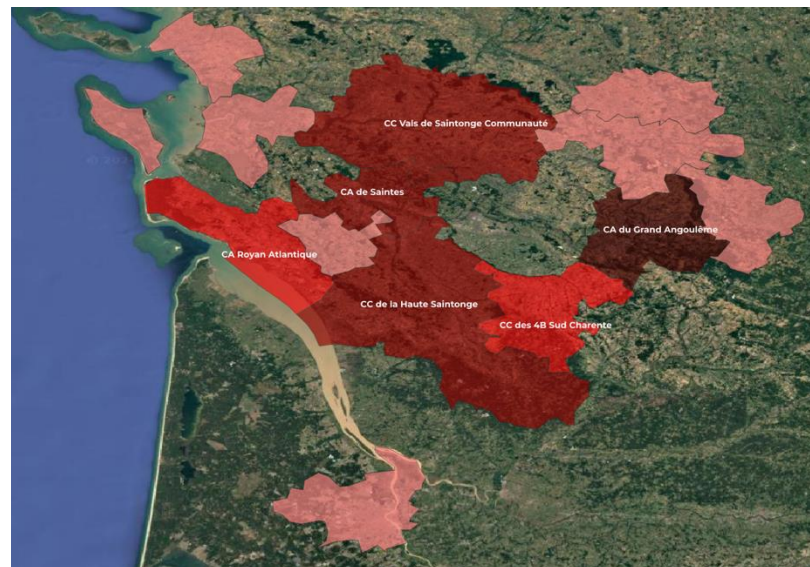 CC Vals de Saintonge Communauté
CA de Saintes
CA du Grand Angoulême
CA Royan Atlantique
CC de la Haute Saintonge
CC des 4B Sud Charente